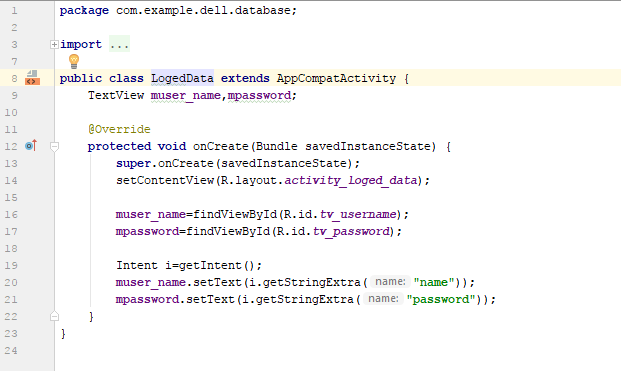 1 package com.example.dell.database;
2
3 import ...
7
8 public class LogedData extends AppCompatActivity {
9 TextView muser_name,mpassword;
10
11 @Override
12 protected void onCreate(Bundle savedInstanceState) {
13 super.onCreate(savedInstanceState);
14 setContentView(R.layout.activity_loged_data);
15
16 muser_name=findViewById(R.id.tv_username);
17 mpassword=findViewById(R.id.tv_password);
18
19 Intent i=getIntent();
20 muser_name.setText(i.getStringExtra( name: "name"));
21 mpassword.setText(i.getStringExtra( name: "password"));
22 }
23 }
24